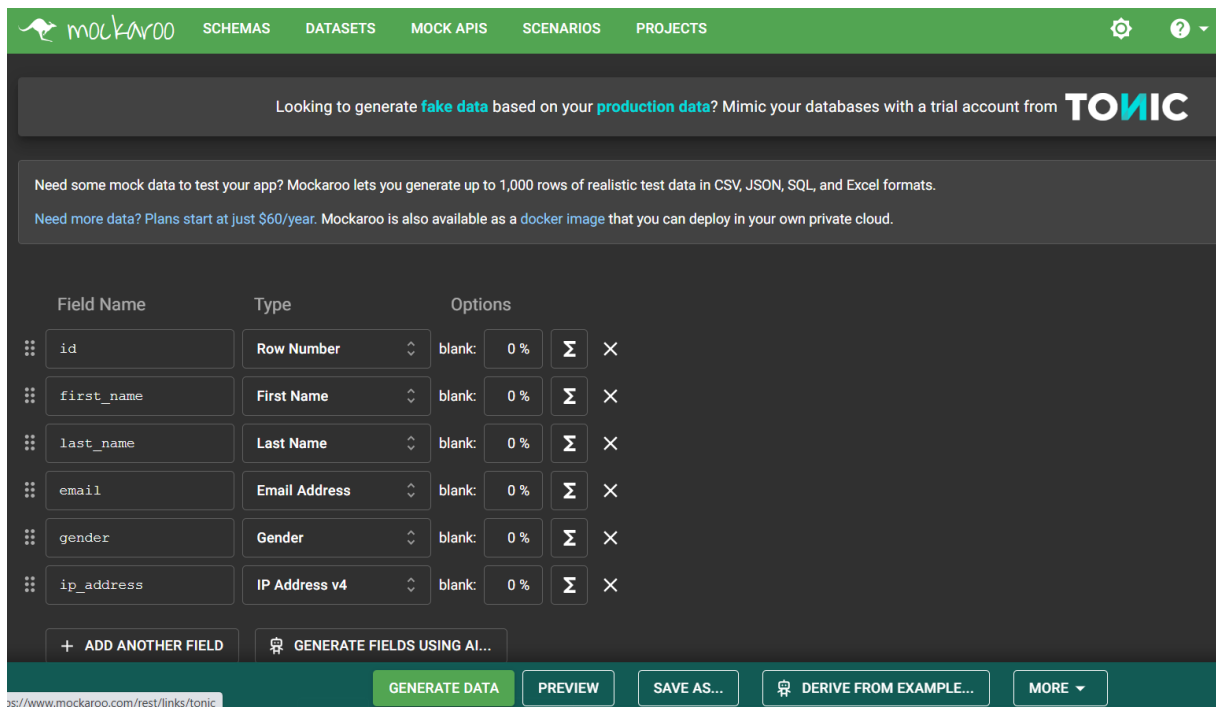 mockaroo SCHEMAS DATASETS MOCK APIS SCENARIOS PROJECTS
Looking to generate fake data based on your production data? Mimic your databases with a trial account from TONIC
Need some mock data to test your app? Mockaroo lets you generate up to 1,000 rows of realistic test data in CSV, JSON, SQL, and Excel formats.
Need more data? Plans start at just $60/year. Mockaroo is also available as a docker image that you can deploy in your own private cloud.
Field Name Type Options
id Row Number blank: 0 % Σ
first_name First Name blank: 0 % Σ
last_name Last Name blank: 0 % Σ
email Email Address blank: 0 % Σ
gender Gender blank: 0 % Σ
ip_address IP Address v4 blank: 0 % Σ
+ ADD ANOTHER FIELD GENERATE FIELDS USING AI...
GENERATE DATA PREVIEW SAVE AS... DERIVE FROM EXAMPLE... MORE
ps://www.mockaroo.com/rest/links/tonic